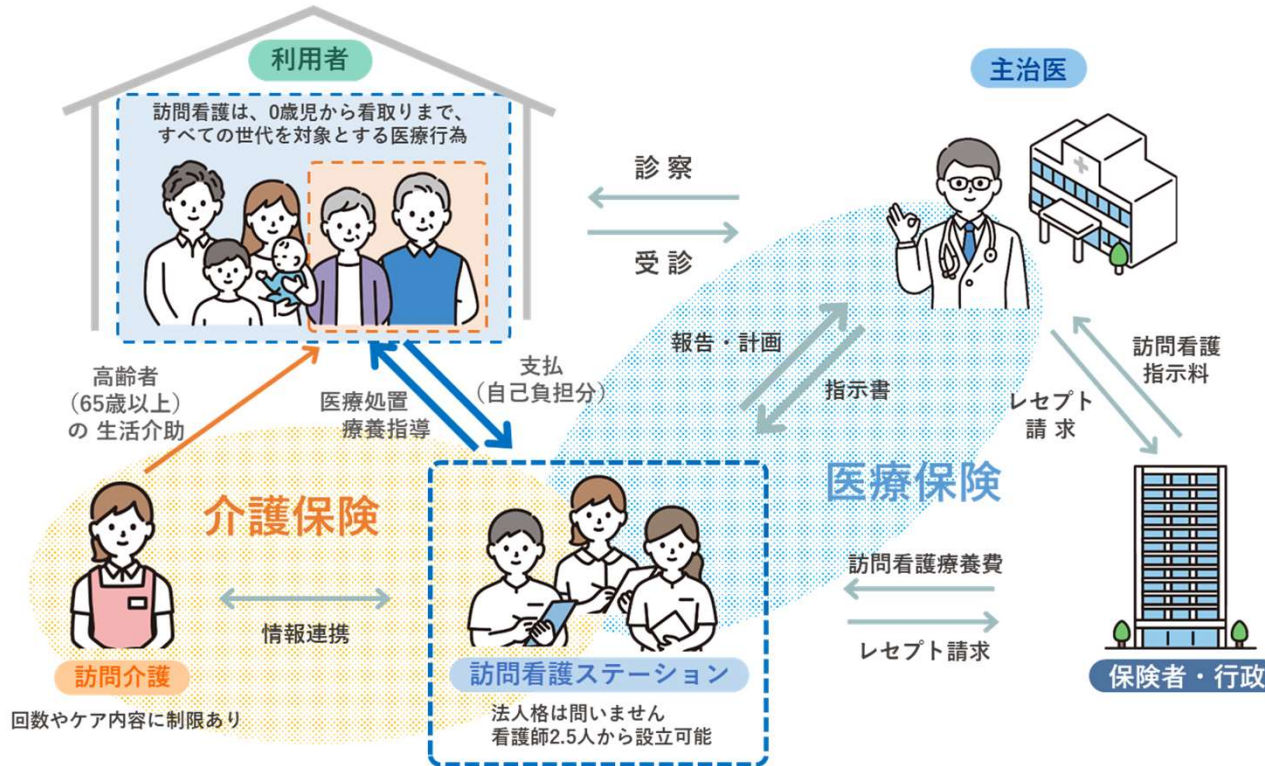 利用者
訪問看護は、0歳児から看取りまで、
すべての世代を対象とする医療行為
主治医
診 察
受 診
報告・計画
指示書
訪問看護
指示料
レセプト
請 求
高齢者
（65歳以上）
の 生活介助
医療処置
療養指導
支払
（自己負担分）
介護保険
医療保険
情報連携
訪問看護療養費
レセプト請求
訪問介護
回数やケア内容に制限あり
訪問看護ステーション
法人格は問いません
看護師2.5人から設立可能
保険者・行政